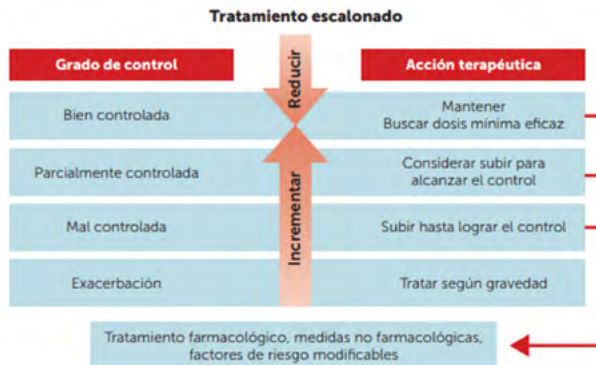 Tratamiento escalonado
Grado de control
Reducir
Acción terapéutica
Bien controlada
Mantener
Buscar dosis mínima eficaz
Parcialmente controlada
Incrementar
Considerar subir para
alcanzar el control
Mal controlada
Subir hasta lograr el control
Exacerbación
Tratar según gravedad
Tratamiento farmacológico, medidas no farmacológicas,
factores de riesgo modificables